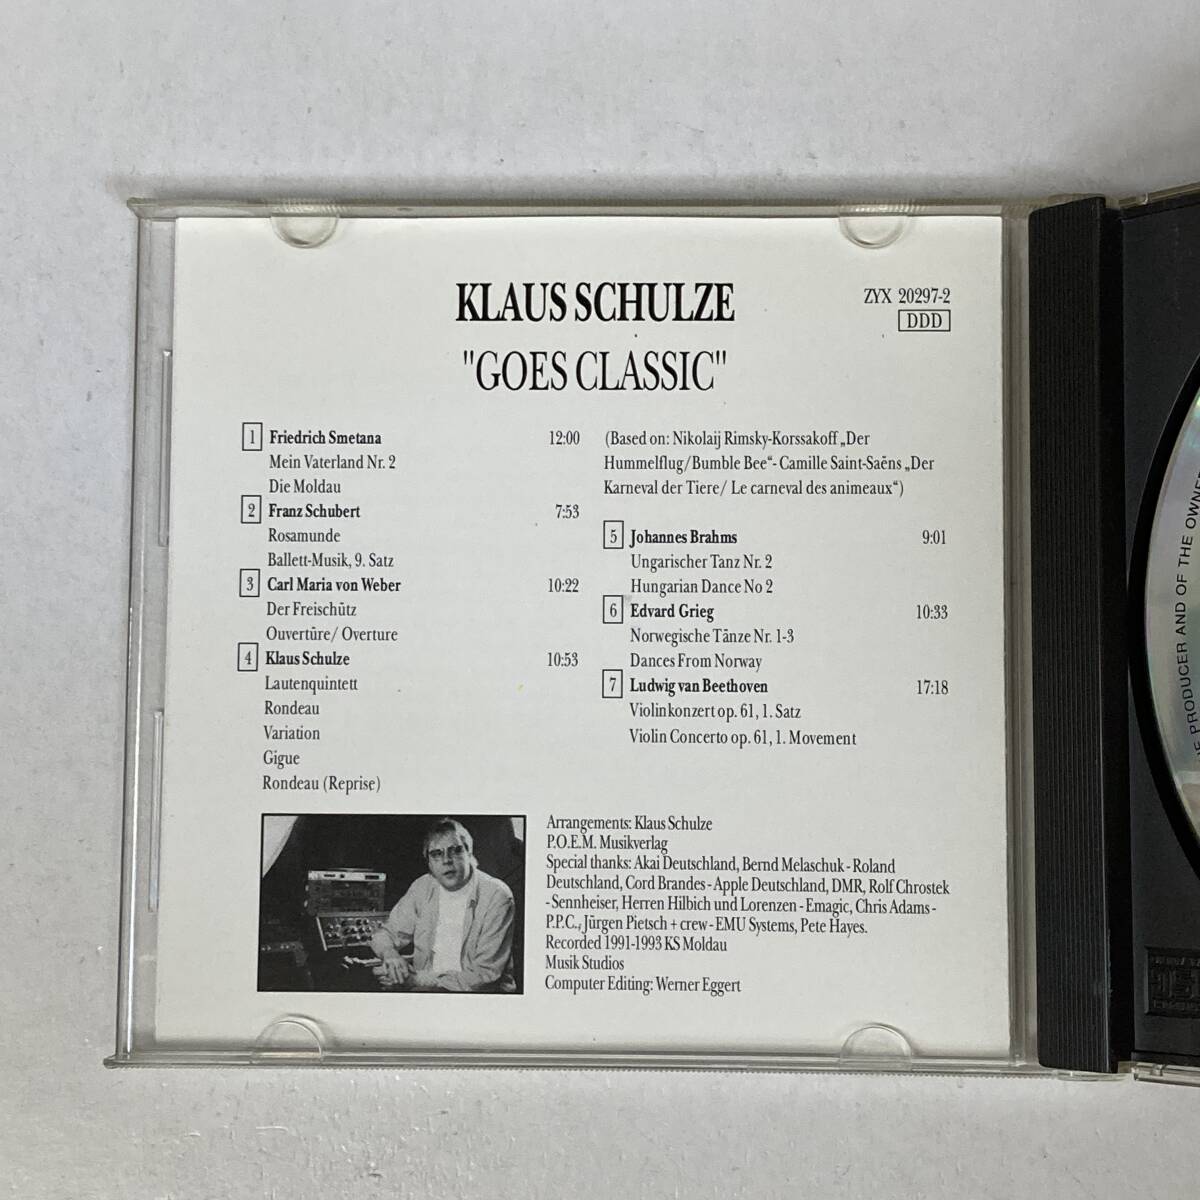 KLAUS SCHULZE
"GOES CLASSIC"
ZYX 20297-2
DDD
1 Friedrich Smetana 12:00
Mein Vaterland Nr. 2
Die Moldau
2 Franz Schubert 7:53
Rosamunde
Ballett-Musik, 9. Satz
3 Carl Maria von Weber 10:22
Der Freischütz
Ouvertüre/ Overture
4 Klaus Schulze 10:53
Lautenquintett
Rondeau
Variation
Gigue
Rondeau (Reprise)
(Based on: Nikolaij Rimsky-Korssakoff „Der
Hummelflug/Bumble Bee“- Camille Saint-Saëns „Der
Karneval der Tiere/ Le carneval des animeaux“)
5 Johannes Brahms 9:01
Ungarischer Tanz Nr. 2
Hungarian Dance No 2
6 Edvard Grieg 10:33
Norwegische Tänze Nr. 1-3
Dances From Norway
7 Ludwig van Beethoven 17:18
Violinkonzert op. 61, 1. Satz
Violin Concerto op. 61, 1. Movement
Arrangements: Klaus Schulze
P.O.E.M. Musikverlag
Special thanks: Akai Deutschland, Bernd Melaschuk - Roland
Deutschland, Cord Brandes - Apple Deutschland, DMR, Rolf Chrostek
- Sennheiser, Herren Hilbich und Lorenzen - Emagic, Chris Adams -
P.P.C., Jürgen Pietsch + crew - EMU Systems, Pete Hayes.
Recorded 1991-1993 KS Moldau
Musik Studios
Computer Editing: Werner Eggert
PRODUCER AND OF THE